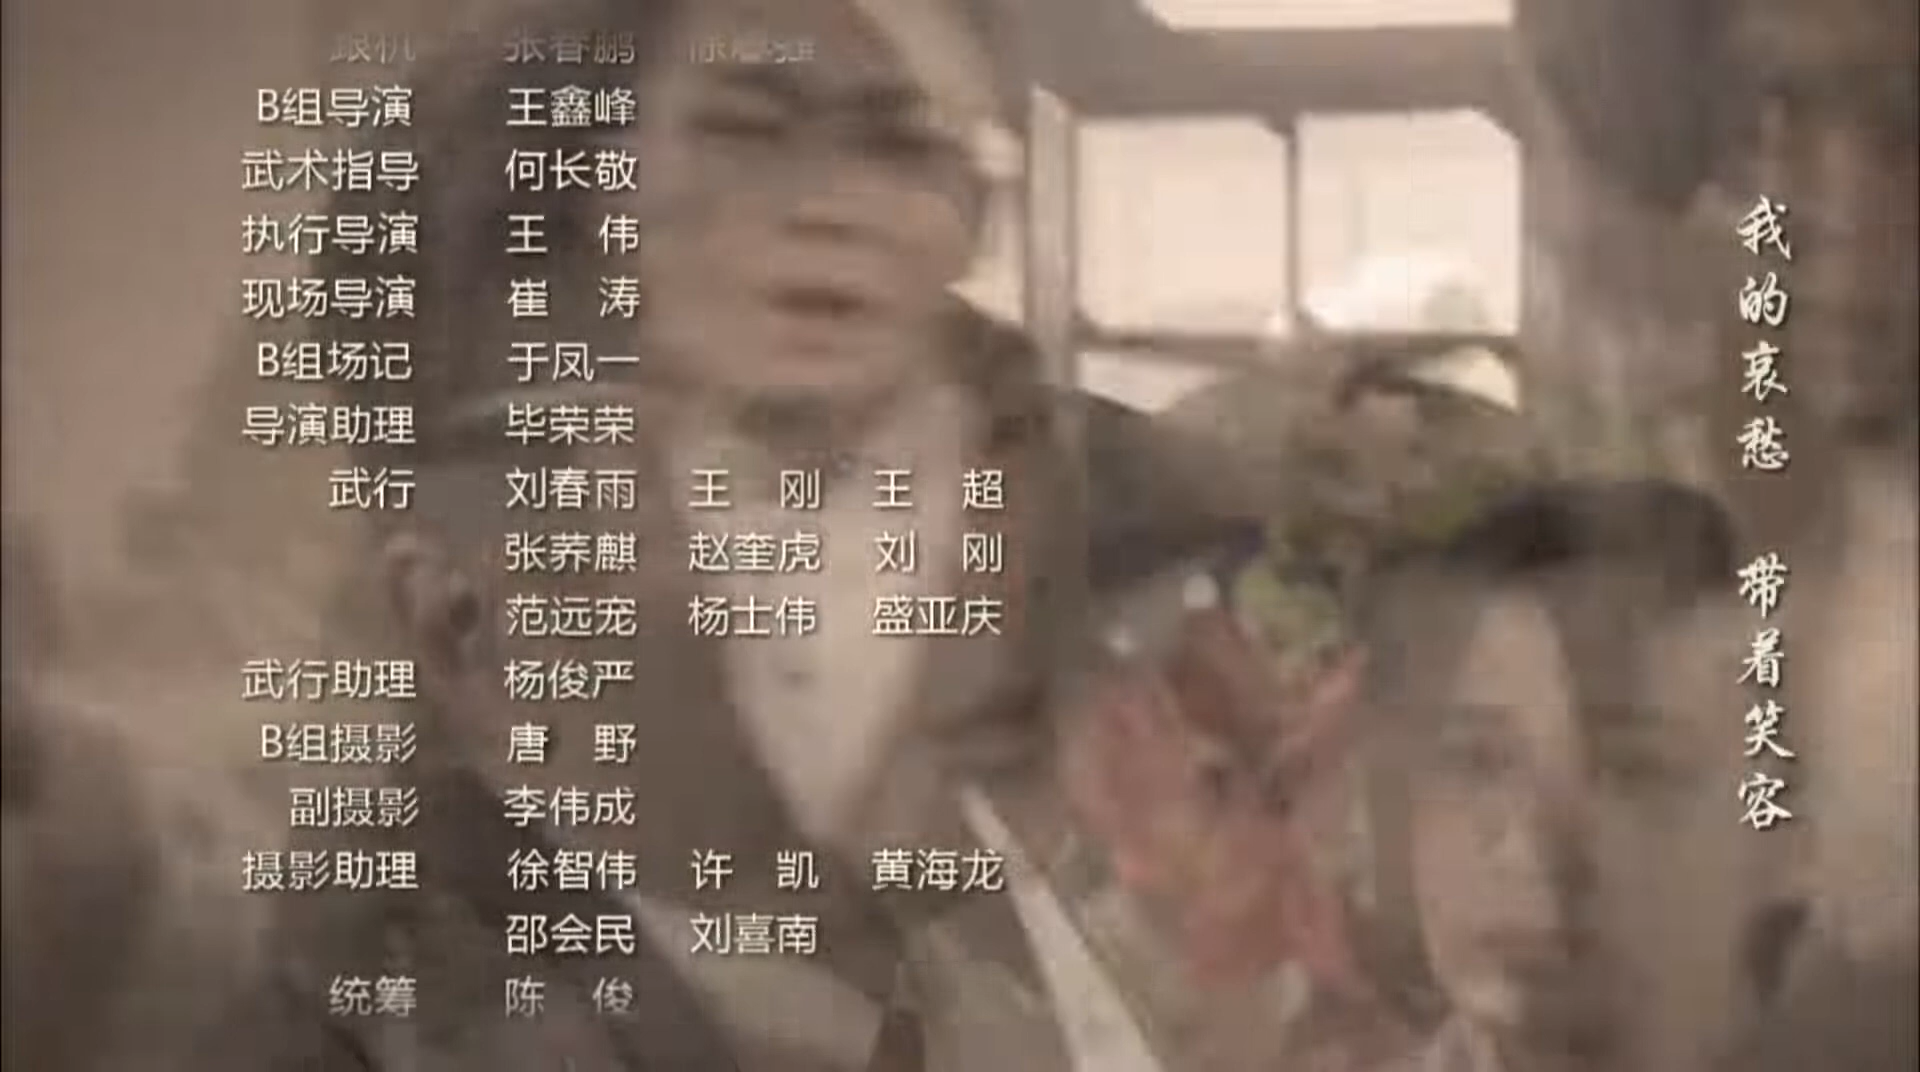 跟机 张春鹏
B组导演 王鑫峰
武术指导 何长敬
执行导演 王 伟
现场导演 崔 涛
B组场记 于凤一
导演助理 毕荣荣
武行 刘春雨 王 刚 王 超
张荞麒 赵奎虎 刘 刚
范远宠 杨士伟 盛亚庆
武行助理 杨俊严
B组摄影 唐 野
副摄影 李伟成
摄影助理 徐智伟 许 凯 黄海龙
邵会民 刘喜南
统筹 陈 俊
我的哀愁 带着笑容